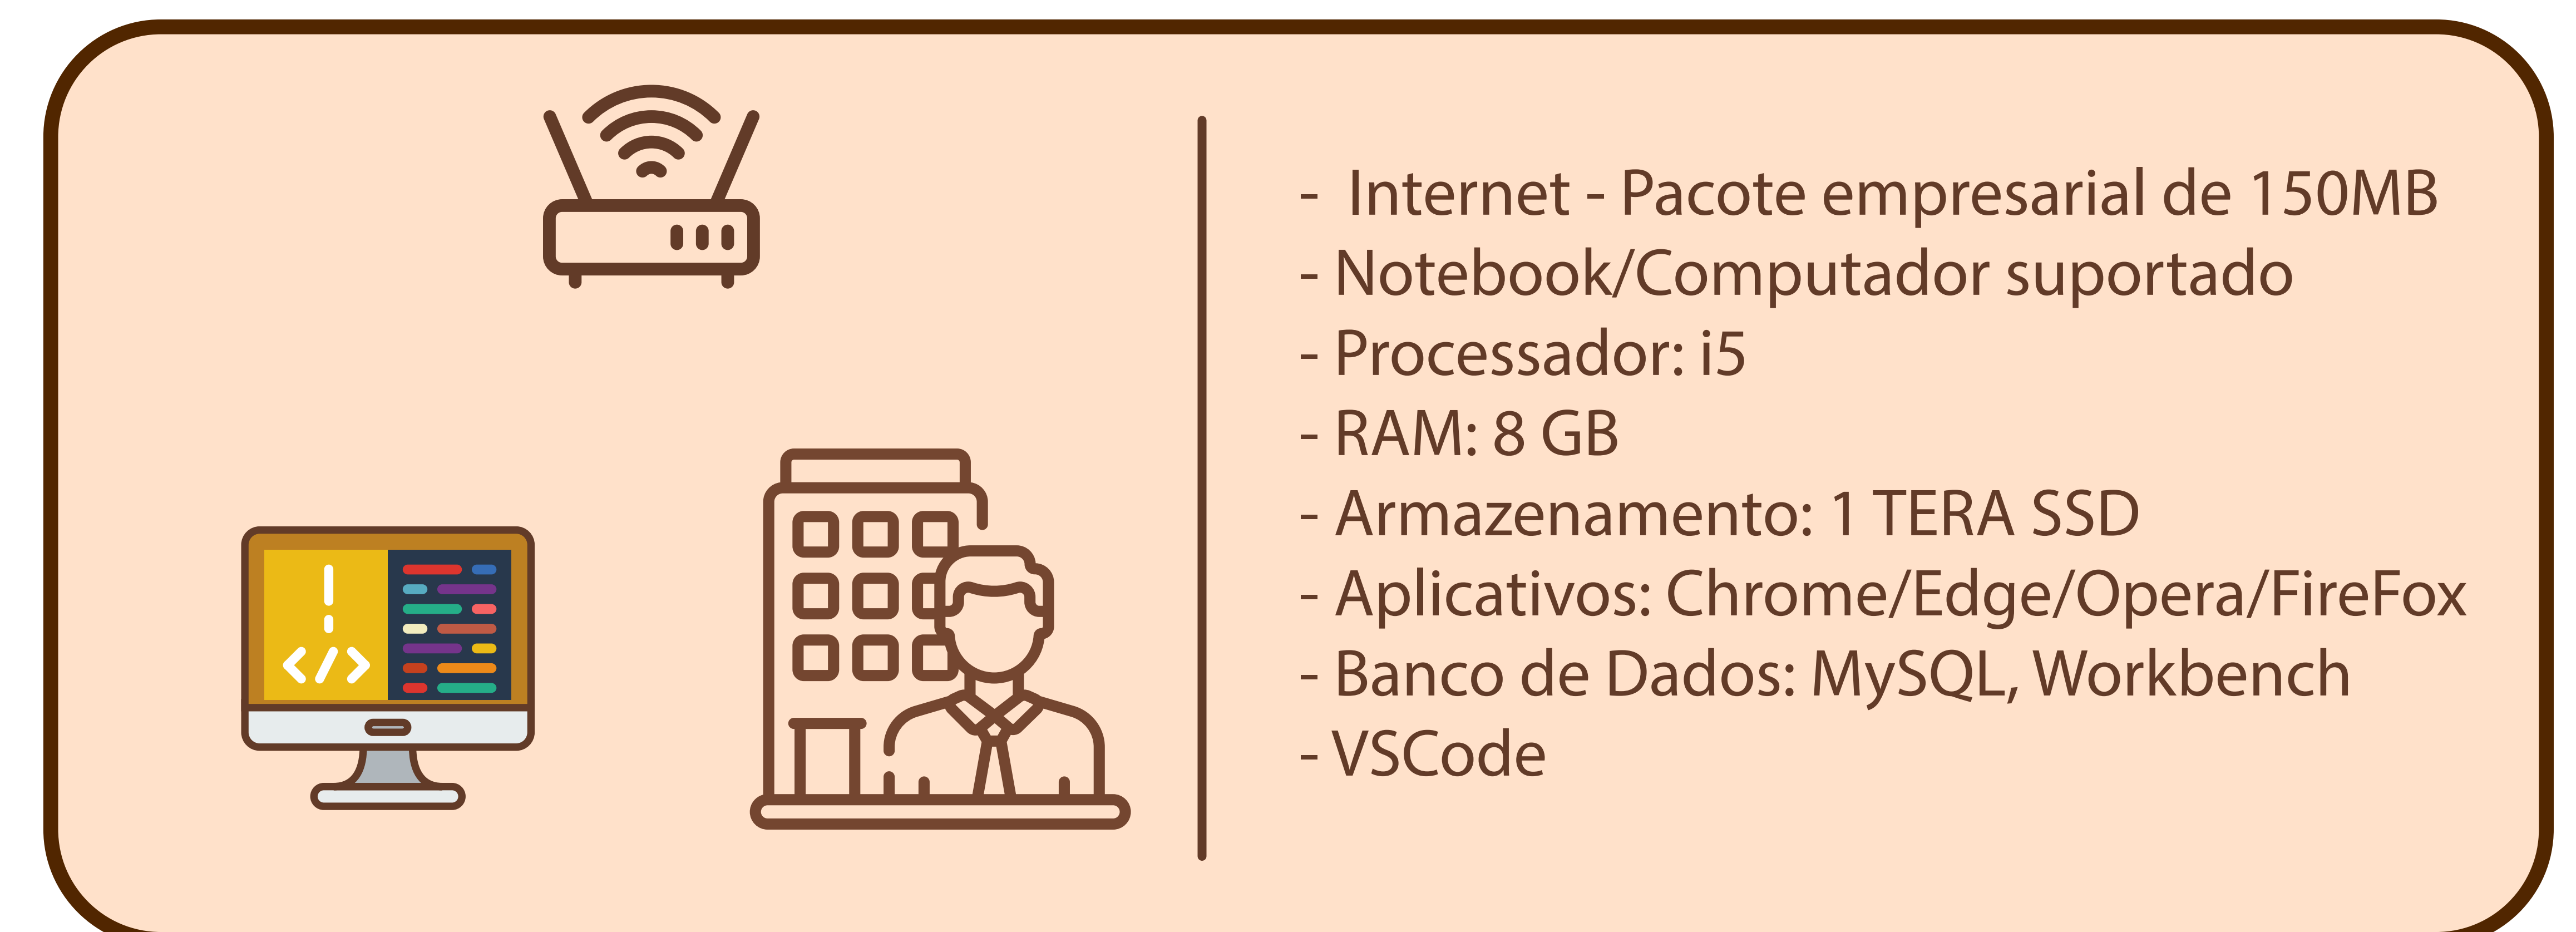 - Internet - Pacote empresarial de 150MB
- Notebook/Computador suportado
- Processador: i5
- RAM: 8 GB
- Armazenamento: 1 TERA SSD
- Aplicativos: Chrome/Edge/Opera/FireFox
- Banco de Dados: MySQL, Workbench
- VSCode